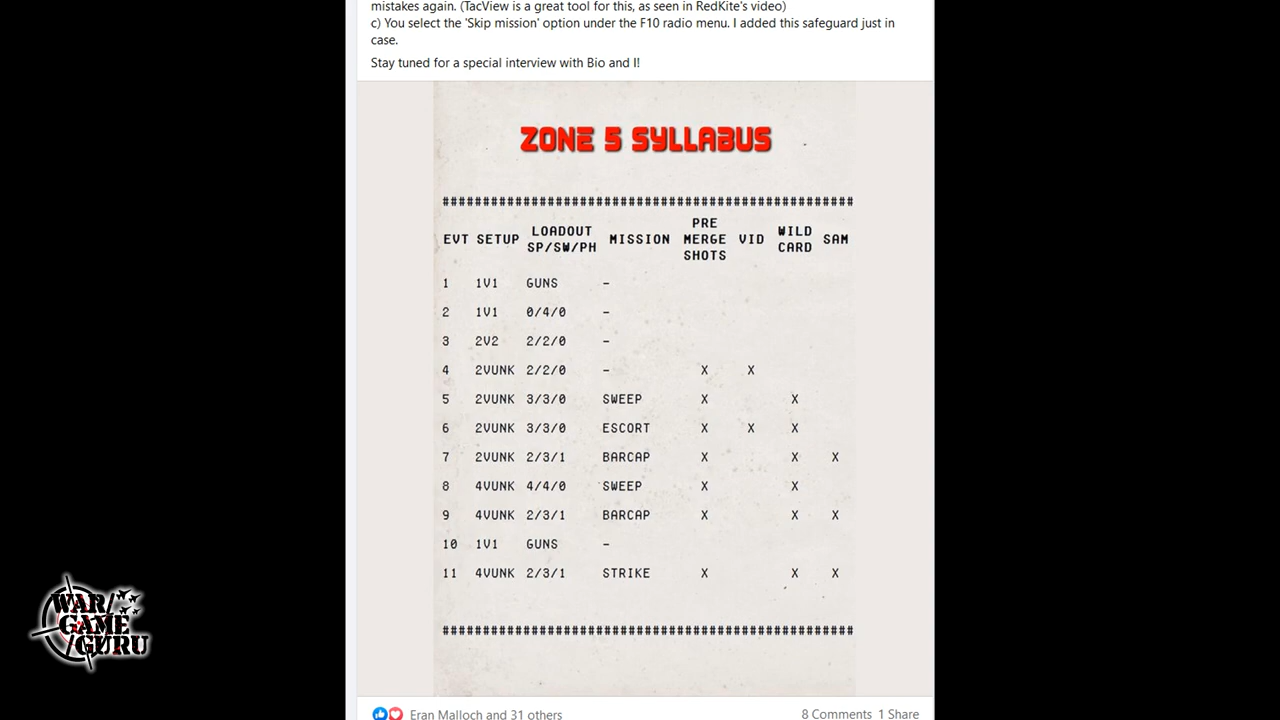 mistakes again. (TacView is a great tool for this, as seen in RedKite's video)
c) You select the 'Skip mission' option under the F10 radio menu. I added this safeguard just in
case.
Stay tuned for a special interview with Bio and I!
ZONE 5 SYLLABUS
###################################################
EVT SETUP LOADOUT SP/SW/PH MISSION PRE MERGE SHOTS VID WILD CARD SAM
1 1V1 GUNS -
2 1V1 0/4/0 -
3 2V2 2/2/0 -
4 2VUNK 2/2/0 - X X
5 2VUNK 3/3/0 SWEEP X X
6 2VUNK 3/3/0 ESCORT X X X
7 2VUNK 2/3/1 BARCAP X X X
8 4VUNK 4/4/0 SWEEP X X
9 4VUNK 2/3/1 BARCAP X X X
10 1V1 GUNS -
11 4VUNK 2/3/1 STRIKE X X X
###################################################
WAR/
GAME
/GURU
Eran Malloch and 31 others 8 Comments 1 Share